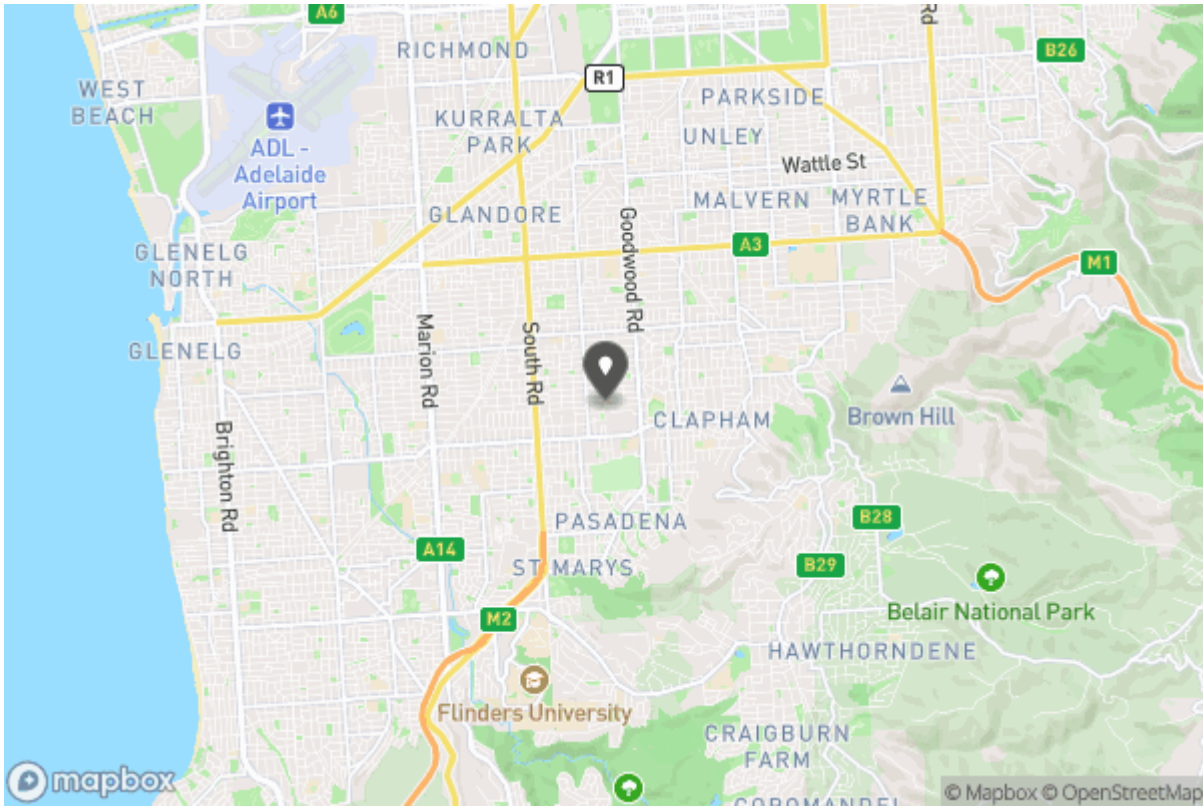 A6
Rd
RICHMOND
B26
R1
WEST
BEACH
PARKSIDE
KURRALTA
PARK
UNLEY
ADL -
Adelaide
Airport
Wattle St
MALVERN
MYRTLE
BANK
GLANDORE
Goodwood Rd
A3
GLENELG
NORTH
M1
Marion Rd
South Rd
GLENELG
Brown Hill
CLAPHAM
Brighton Rd
PASADENA
B28
A14
ST MARYS
B29
Belair National Park
M2
HAWTHORNDENE
Flinders University
CRAIGBURN
FARM
mapbox
© Mapbox © OpenStreetMap
COROMANDEL